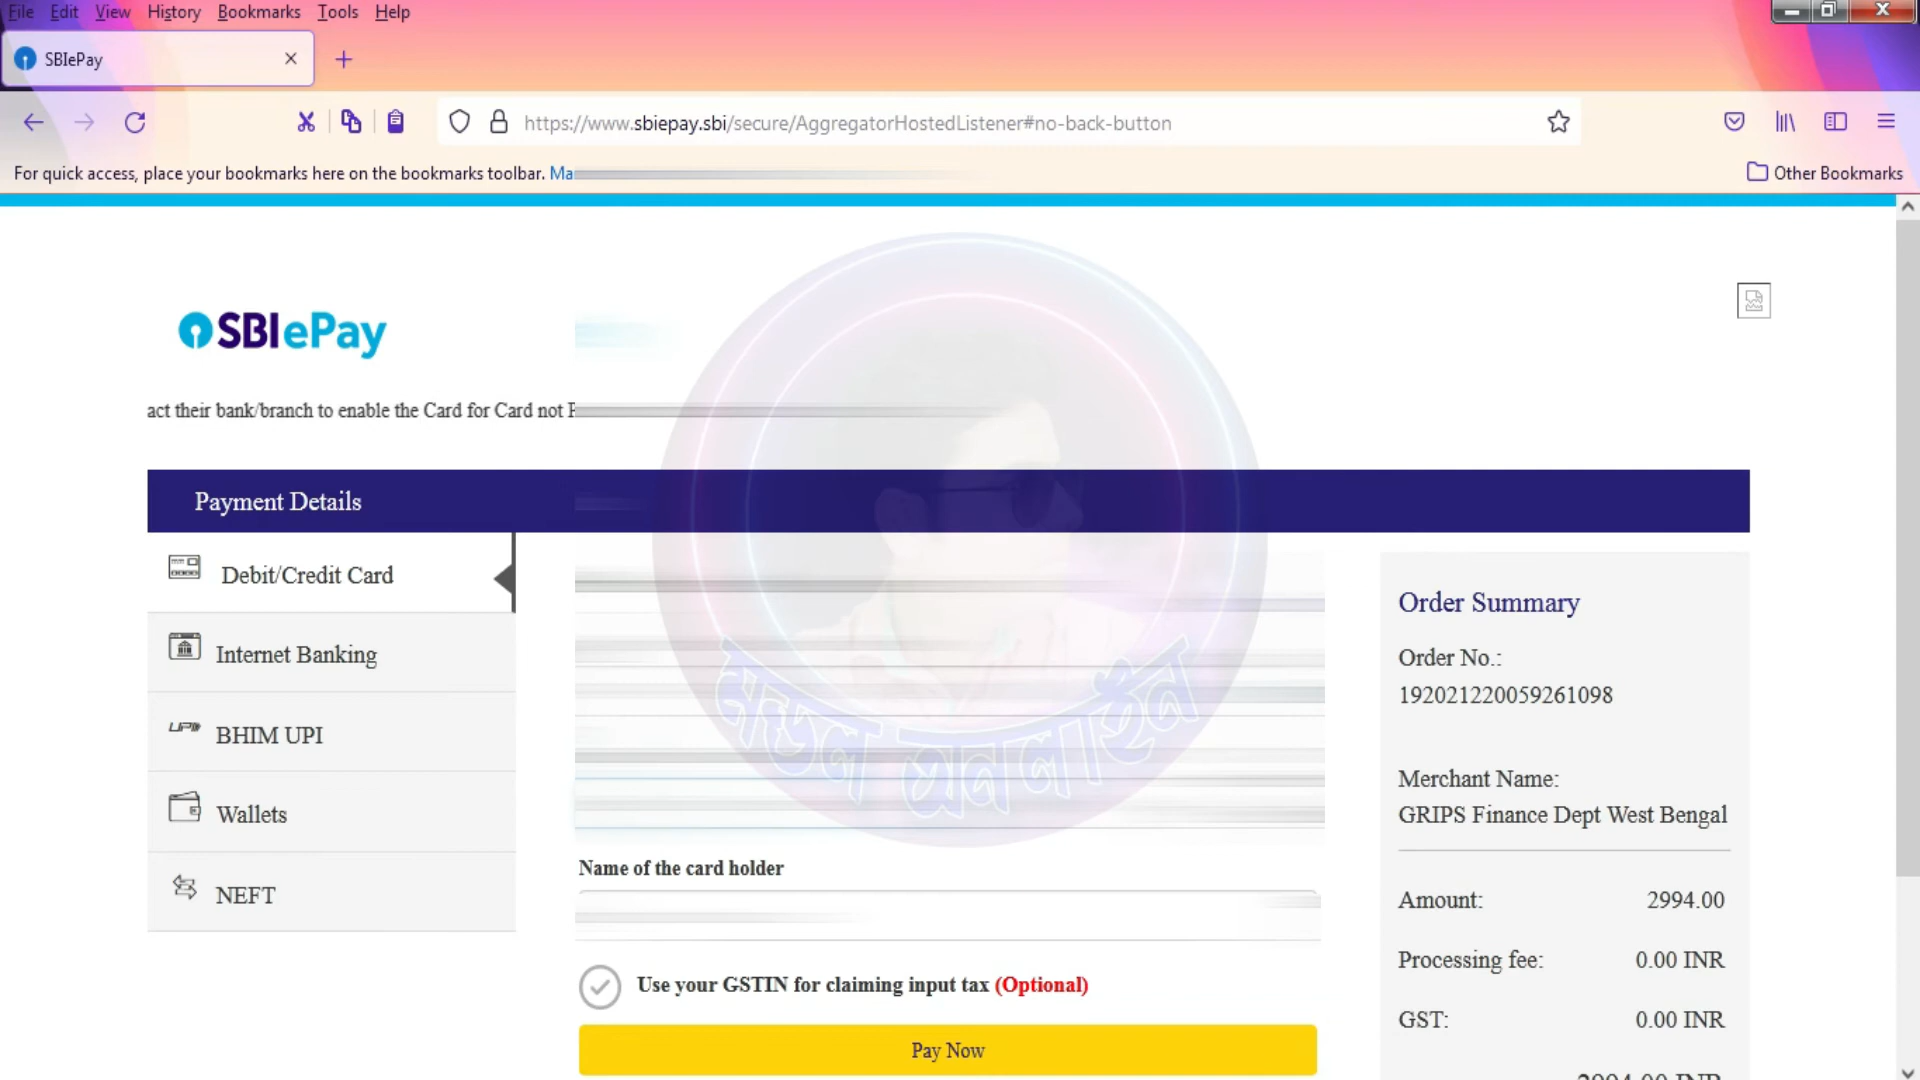 File Edit View History Bookmarks Tools Help
SBIePay
https://www.sbiepay.sbi/secure/AggregatorHostedListener#no-back-button
For quick access, place your bookmarks here on the bookmarks toolbar.
Other Bookmarks
SBIePay
act their bank/branch to enable the Card for Card not
Payment Details
Debit/Credit Card
Internet Banking
BHIM UPI
Wallets
NEFT
Name of the card holder
Use your GSTIN for claiming input tax (Optional)
Pay Now
Order Summary
Order No.:
192021220059261098
Merchant Name:
GRIPS Finance Dept West Bengal
Amount: 2994.00
Processing fee: 0.00 INR
GST: 0.00 INR
2994.00 INR